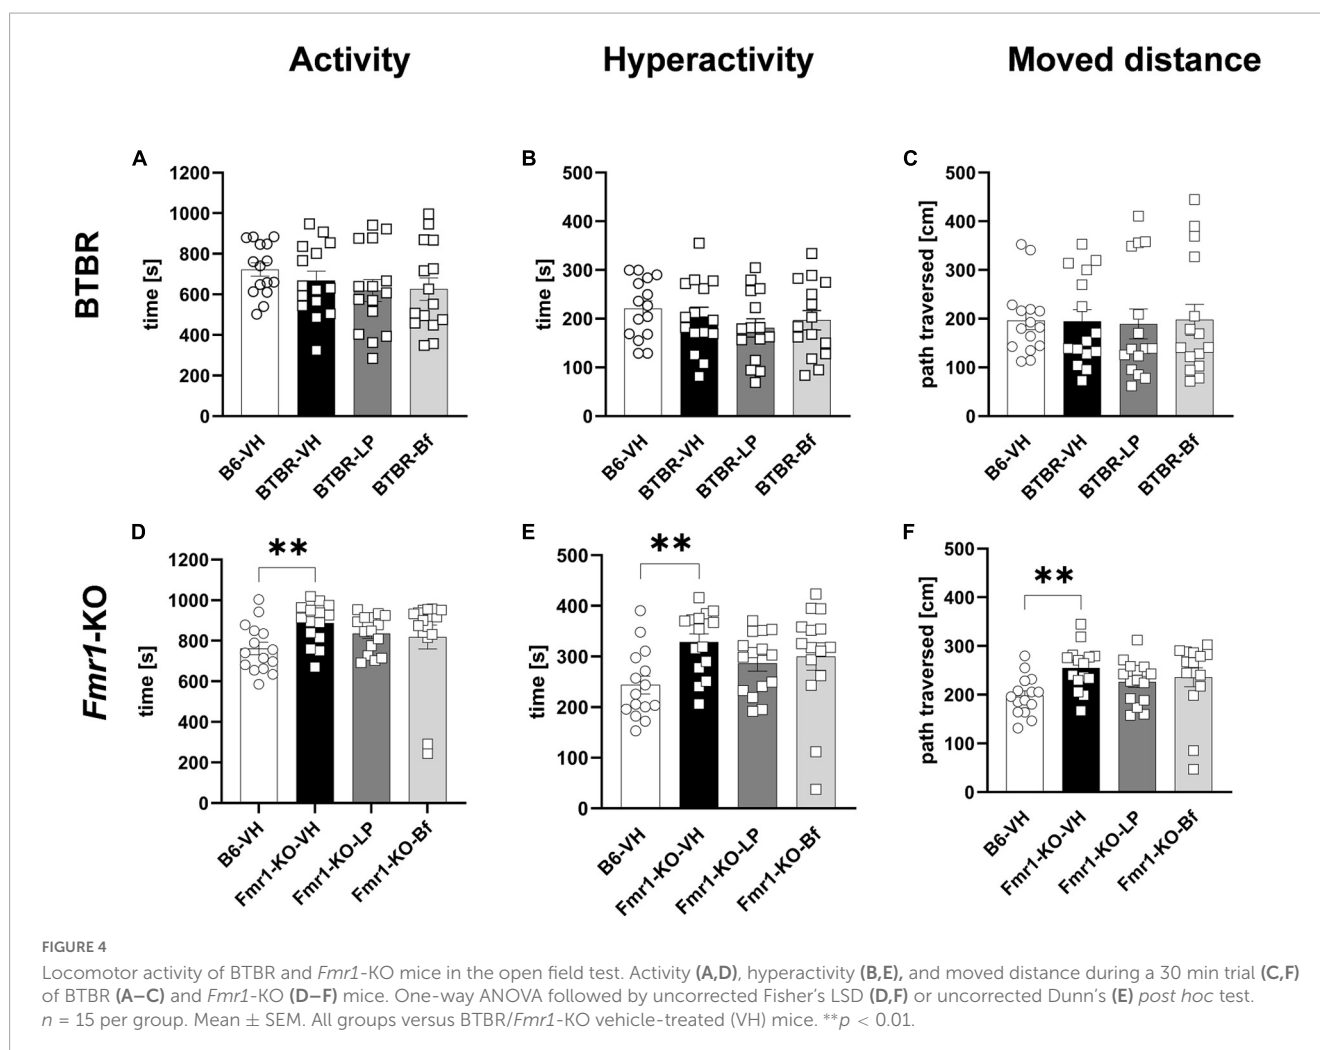 Activity Hyperactivity Moved distance
BTBR
A
time [s]
1200
1000
800
600
400
200
0
B6-VH
BTBR-VH
BTBR-LP
BTBR-Bf
B
time [s]
500
400
300
200
100
0
B6-VH
BTBR-VH
BTBR-LP
BTBR-Bf
C
path traversed [cm]
500
400
300
200
100
0
B6-VH
BTBR-VH
BTBR-LP
BTBR-Bf
Fmr1-KO
D
**
time [s]
1200
1000
800
600
400
200
0
B6-VH
Fmr1-KO-VH
Fmr1-KO-LP
Fmr1-KO-Bf
E
**
time [s]
500
400
300
200
100
0
B6-VH
Fmr1-KO-VH
Fmr1-KO-LP
Fmr1-KO-Bf
F
**
path traversed [cm]
500
400
300
200
100
0
B6-VH
Fmr1-KO-VH
Fmr1-KO-LP
Fmr1-KO-Bf
FIGURE 4
Locomotor activity of BTBR and Fmr1-KO mice in the open field test. Activity (A,D), hyperactivity (B,E), and moved distance during a 30 min trial (C,F)
of BTBR (A–C) and Fmr1-KO (D–F) mice. One-way ANOVA followed by uncorrected Fisher's LSD (D,F) or uncorrected Dunn's (E) post hoc test.
n = 15 per group. Mean ± SEM. All groups versus BTBR/Fmr1-KO vehicle-treated (VH) mice. **p < 0.01.